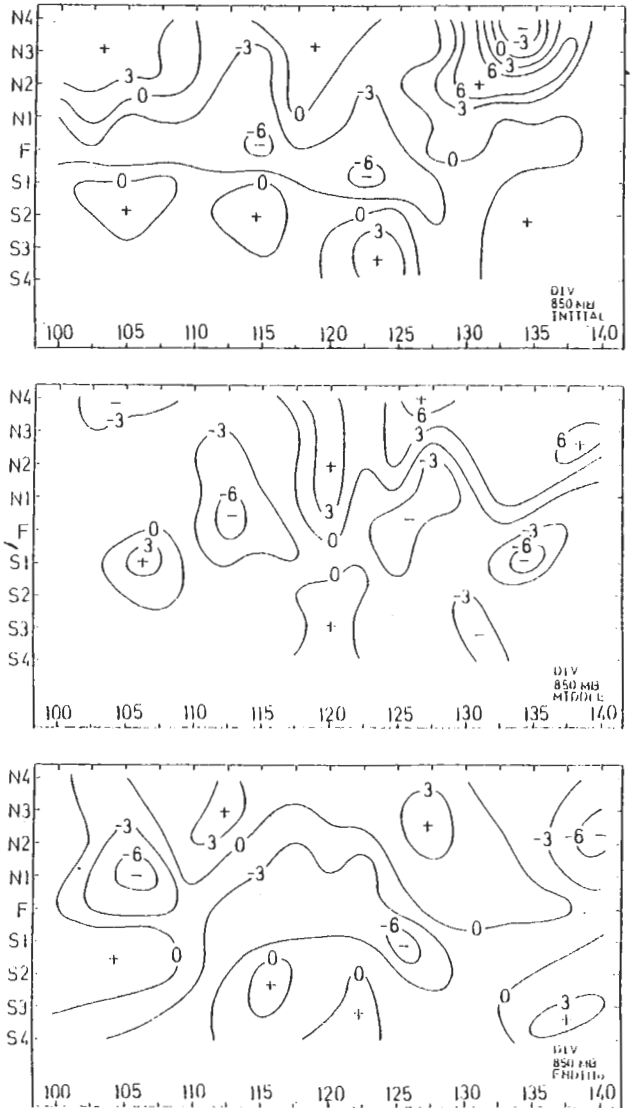 N4
N3
N2
N1
F
S1
S2
S3
S4
+ -3 + 0 - -3
3 0 6 3
0 -3 6 + 3
0
-6 - 0
0 0 -6 -
+ + 0 +
3
+
DIV
850 MB
INITIAL
100 105 110 115 120 125 130 135 140
N4
N3
N2
N1
F
S1
S2
S3
S4
- +
-3 6
-3 3 6 +
+ -3
-6 3
- -
0 0 -3
3 + 0 -6 -
-3
+ -
DIV
850 MB
MIDDLE
100 105 110 115 120 125 130 135 140
N4
N3
N2
N1
F
S1
S2
S3
S4
3
-3 + +
3 0 -3 -6 -
-6
- -3
-6 0
0 0 -
+ 0
+ 0 3
+ +
DIV
850 MB
100 105 110 115 120 125 130 135 140